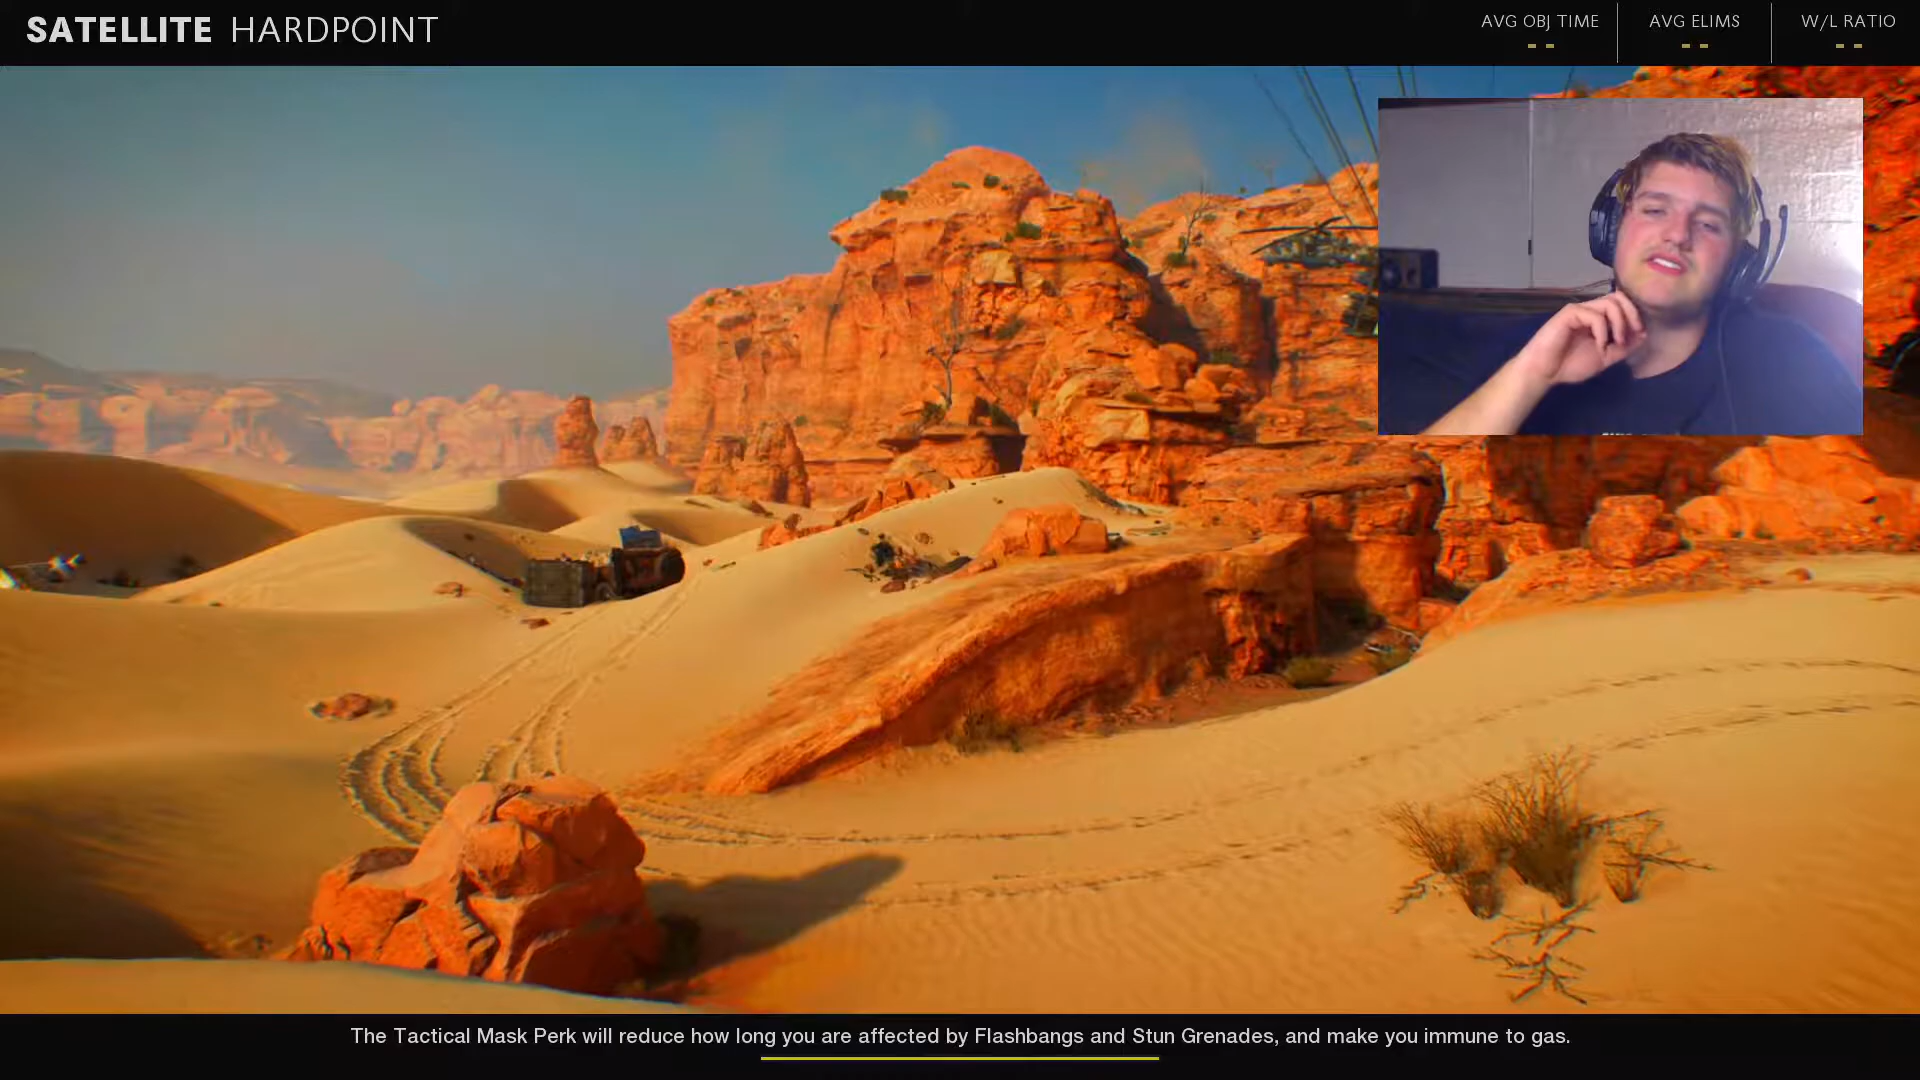 SATELLITE HARDPOINT
AVG OBJ TIME
--
AVG ELIMS
--
W/L RATIO
--
The Tactical Mask Perk will reduce how long you are affected by Flashbangs and Stun Grenades, and make you immune to gas.